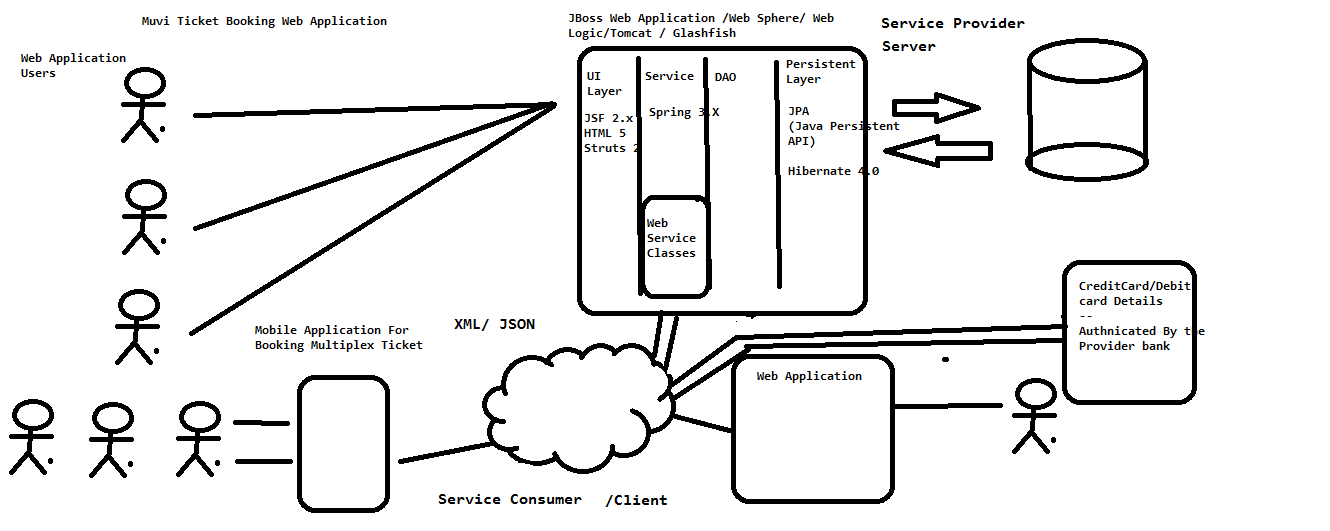 Muvi Ticket Booking Web Application
JBoss Web Application /Web Sphere/ Web
Logic/Tomcat / Glashfish
Service Provider
Server
Web Application
Users
UI
Layer
JSF 2.x
HTML 5
Struts 2
Service
Spring 3.X
DAO
Persistent
Layer
JPA
(Java Persistent
API)
Hibernate 4.0
Web
Service
Classes
CreditCard/Debit
card Details
--
Authnicated By the
Provider bank
XML/ JSON
Mobile Application For
Booking Multiplex Ticket
Web Application
Service Consumer /Client